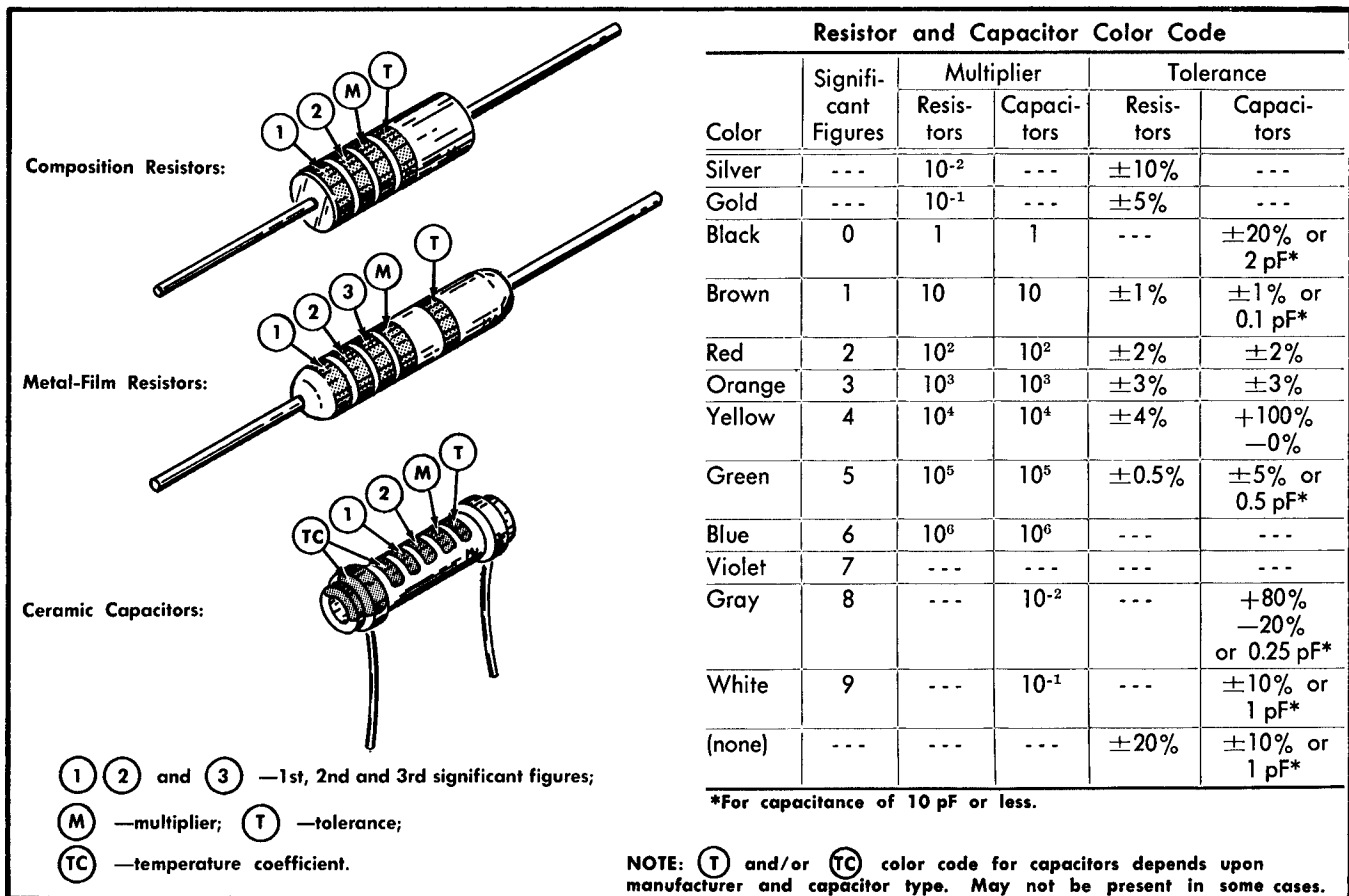 Composition Resistors:
1
2
M
T
Metal-Film Resistors:
1
2
3
M
T
Ceramic Capacitors:
TC
1
2
M
T
1 2 and 3 —1st, 2nd and 3rd significant figures;
M —multiplier; T —tolerance;
TC —temperature coefficient.
Resistor and Capacitor Color Code
Color
Signifi-
cant
Figures
Multiplier
Tolerance
Resis-
tors
Capaci-
tors
Resis-
tors
Capaci-
tors
Silver --- 10⁻² --- ±10% ---
Gold --- 10⁻¹ --- ±5% ---
Black 0 1 1 --- ±20% or
2 pF*
Brown 1 10 10 ±1% ±1% or
0.1 pF*
Red 2 10² 10² ±2% ±2%
Orange 3 10³ 10³ ±3% ±3%
Yellow 4 10⁴ 10⁴ ±4% +100%
—0%
Green 5 10⁵ 10⁵ ±0.5% ±5% or
0.5 pF*
Blue 6 10⁶ 10⁶ --- ---
Violet 7 --- --- --- ---
Gray 8 --- 10⁻² --- +80%
—20%
or 0.25 pF*
White 9 --- 10⁻¹ --- ±10% or
1 pF*
(none) --- --- --- ±20% ±10% or
1 pF*
*For capacitance of 10 pF or less.
NOTE: T and/or TC color code for capacitors depends upon
manufacturer and capacitor type. May not be present in some cases.